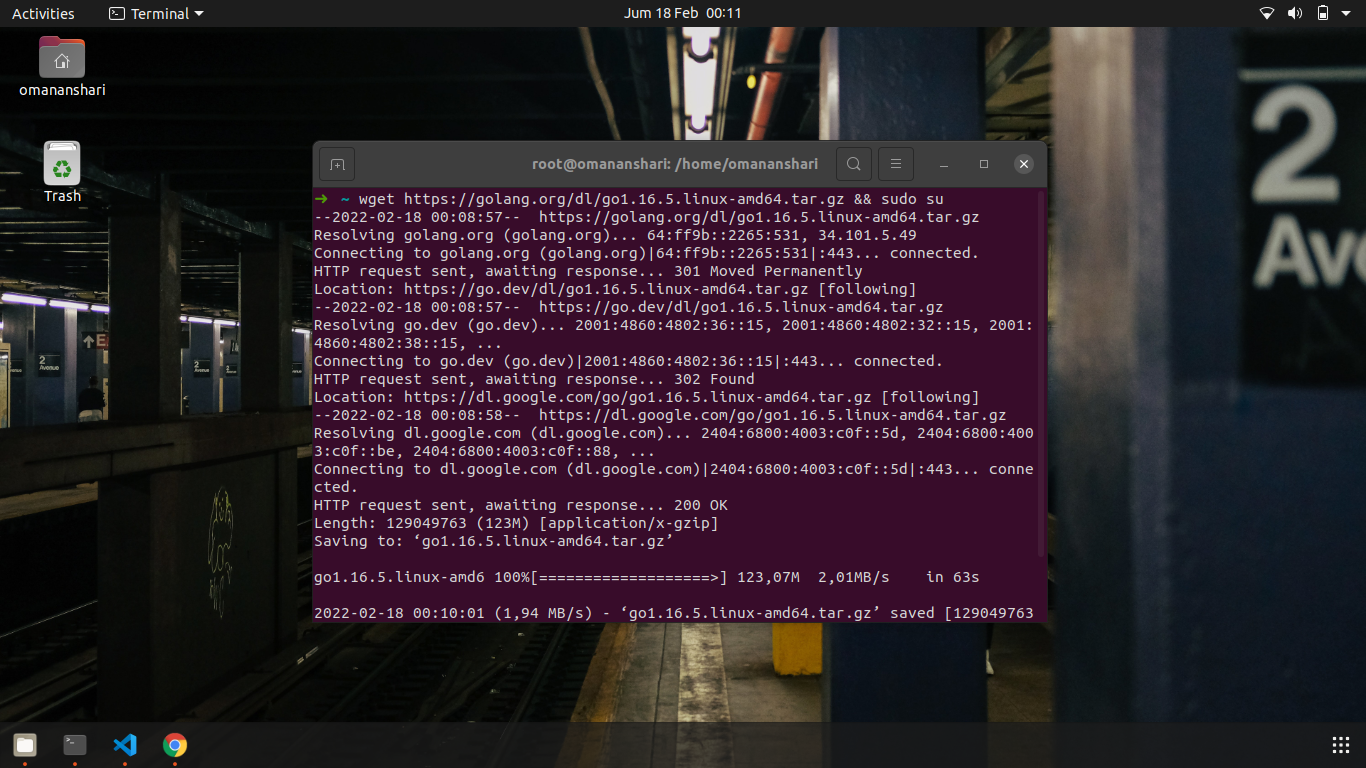 Activities
Terminal
Jum 18 Feb 00:11
omananshari
Trash
root@omananshari: /home/omananshari
➜ ~ wget https://golang.org/dl/go1.16.5.linux-amd64.tar.gz && sudo su
--2022-02-18 00:08:57-- https://golang.org/dl/go1.16.5.linux-amd64.tar.gz
Resolving golang.org (golang.org)... 64:ff9b::2265:531, 34.101.5.49
Connecting to golang.org (golang.org)|64:ff9b::2265:531|:443... connected.
HTTP request sent, awaiting response... 301 Moved Permanently
Location: https://go.dev/dl/go1.16.5.linux-amd64.tar.gz [following]
--2022-02-18 00:08:57-- https://go.dev/dl/go1.16.5.linux-amd64.tar.gz
Resolving go.dev (go.dev)... 2001:4860:4802:36::15, 2001:4860:4802:32::15, 2001:
4860:4802:38::15, ...
Connecting to go.dev (go.dev)|2001:4860:4802:36::15|:443... connected.
HTTP request sent, awaiting response... 302 Found
Location: https://dl.google.com/go/go1.16.5.linux-amd64.tar.gz [following]
--2022-02-18 00:08:58-- https://dl.google.com/go/go1.16.5.linux-amd64.tar.gz
Resolving dl.google.com (dl.google.com)... 2404:6800:4003:c0f::5d, 2404:6800:400
3:c0f::be, 2404:6800:4003:c0f::88, ...
Connecting to dl.google.com (dl.google.com)|2404:6800:4003:c0f::5d|:443... conne
cted.
HTTP request sent, awaiting response... 200 OK
Length: 129049763 (123M) [application/x-gzip]
Saving to: ‘go1.16.5.linux-amd64.tar.gz’
go1.16.5.linux-amd6 100%[===================>] 123,07M 2,01MB/s in 63s
2022-02-18 00:10:01 (1,94 MB/s) - ‘go1.16.5.linux-amd64.tar.gz’ saved [129049763
2
Ave
2
Avenue
2
Avenue
2